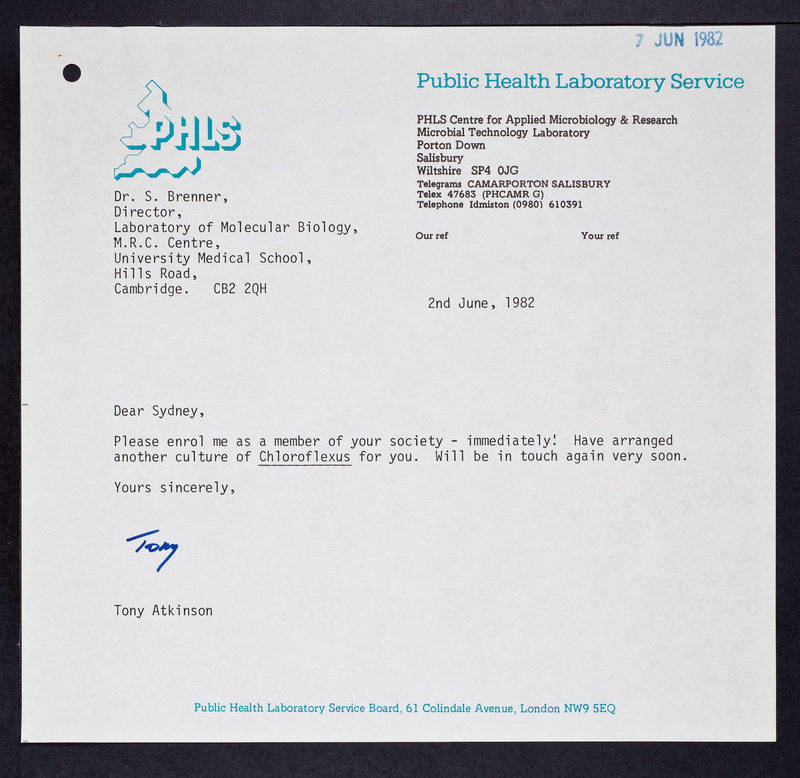 7 JUN 1982
Public Health Laboratory Service
PHLS
PHLS Centre for Applied Microbiology & Research
Microbial Technology Laboratory
Porton Down
Salisbury
Wiltshire SP4 0JG
Telegrams CAMARPORTON SALISBURY
Telex 47683 (PHCAMR G)
Telephone Idmiston (0980) 610391
Our ref Your ref
Dr. S. Brenner,
Director,
Laboratory of Molecular Biology,
M.R.C. Centre,
University Medical School,
Hills Road,
Cambridge. CB2 2QH
2nd June, 1982
Dear Sydney,
Please enrol me as a member of your society - immediately! Have arranged
another culture of Chloroflexus for you. Will be in touch again very soon.
Yours sincerely,
Tony
Tony Atkinson
Public Health Laboratory Service Board, 61 Colindale Avenue, London NW9 5EQ